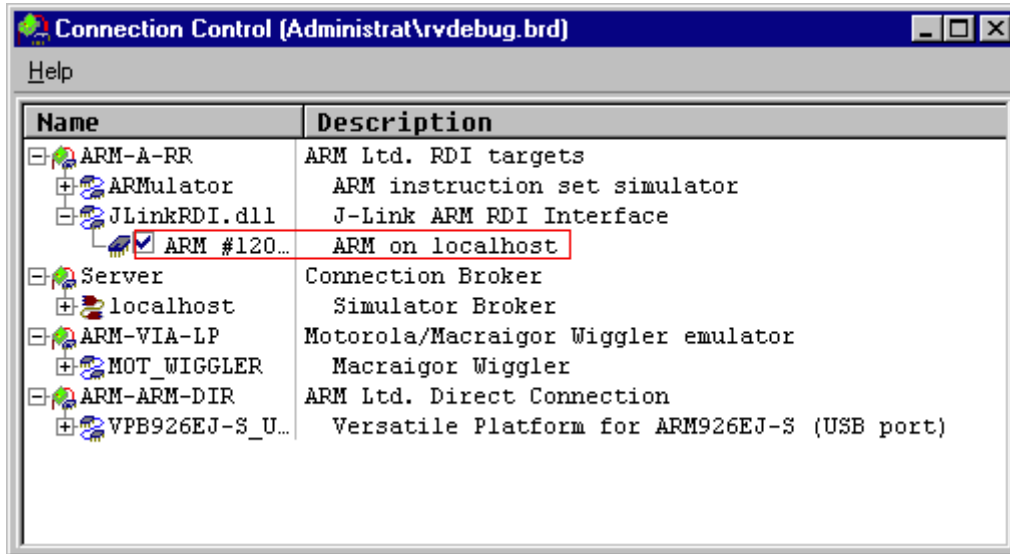 Connection Control (Administrat\rvdebug.brd)
Help
Name Description
ARM-A-RR ARM Ltd. RDI targets
ARMulator ARM instruction set simulator
JLinkRDI.dll J-Link ARM RDI Interface
ARM #120… ARM on localhost
Server Connection Broker
localhost Simulator Broker
ARM-VIA-LP Motorola/Macraigor Wiggler emulator
MOT_WIGGLER Macraigor Wiggler
ARM-ARM-DIR ARM Ltd. Direct Connection
VPB926EJ-S_U… Versatile Platform for ARM926EJ-S (USB port)